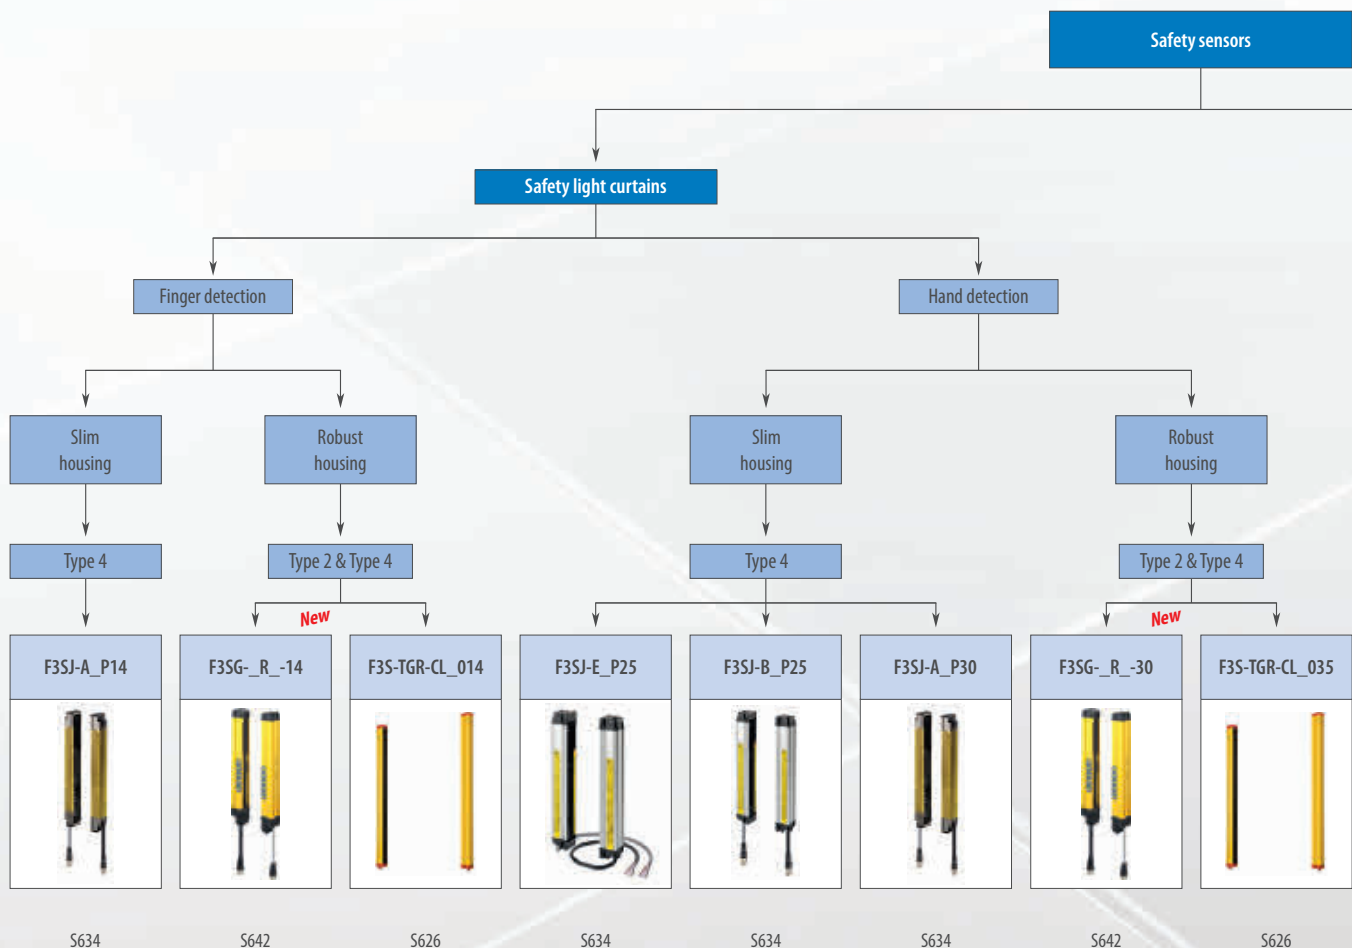 Safety sensors
Safety light curtains
Finger detection
Hand detection
Slim
housing
Robust
housing
Slim
housing
Robust
housing
Type 4
Type 2 & Type 4
Type 4
Type 2 & Type 4
New
New
F3SJ-A_P14
F3SG-_R_-14
F3S-TGR-CL_014
F3SJ-E_P25
F3SJ-B_P25
F3SJ-A_P30
F3SG-_R_-30
F3S-TGR-CL_035
S634
S642
S626
S634
S634
S634
S642
S626